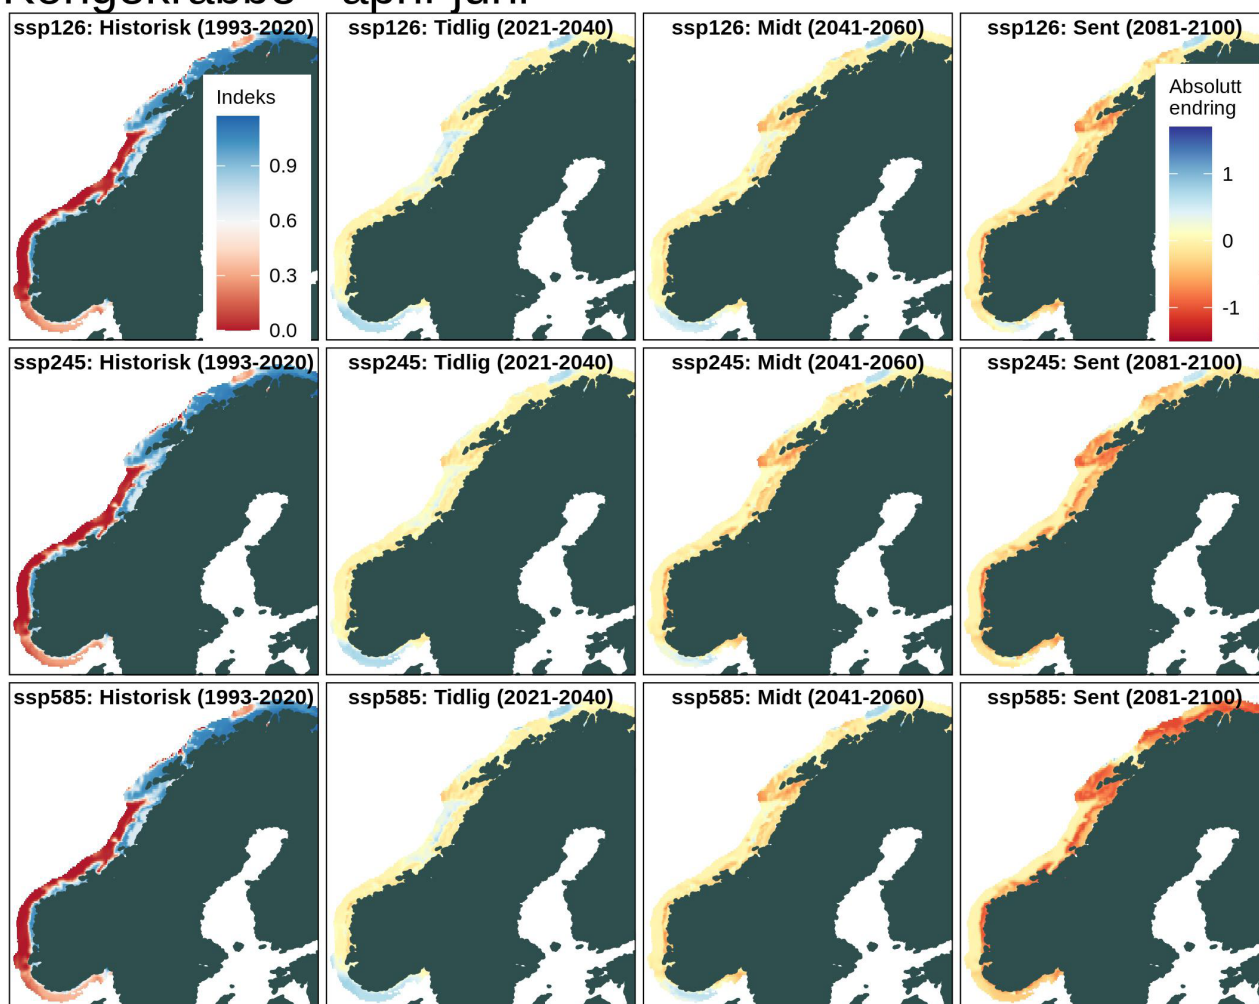 Kongekrabbe - april-juni
ssp126: Historisk (1993-2020)
ssp126: Tidlig (2021-2040)
ssp126: Midt (2041-2060)
ssp126: Sent (2081-2100)
Indeks
0.9
0.6
0.3
0.0
Absolutt
endring
1
0
-1
ssp245: Historisk (1993-2020)
ssp245: Tidlig (2021-2040)
ssp245: Midt (2041-2060)
ssp245: Sent (2081-2100)
ssp585: Historisk (1993-2020)
ssp585: Tidlig (2021-2040)
ssp585: Midt (2041-2060)
ssp585: Sent (2081-2100)